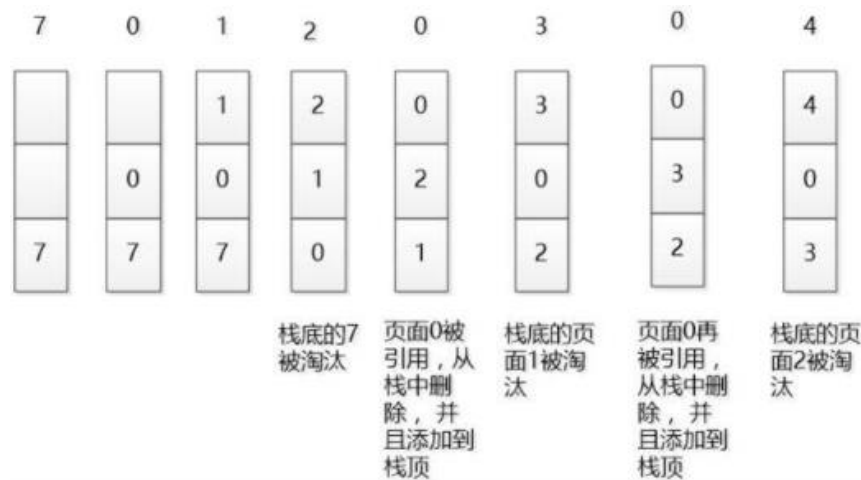 7 0 1 2 0 3 0 4
1 2 0 3 0 4
0 0 1 2 0 3 0
7 7 7 0 1 2 2 3
栈底的7
被淘汰
页面0被
引用，从
栈中删
除，并
且添加到
栈顶
栈底的页
面1被淘
汰
页面0再
被引用，
从栈中删
除，并
且添加到
栈顶
栈底的页
面2被淘
汰